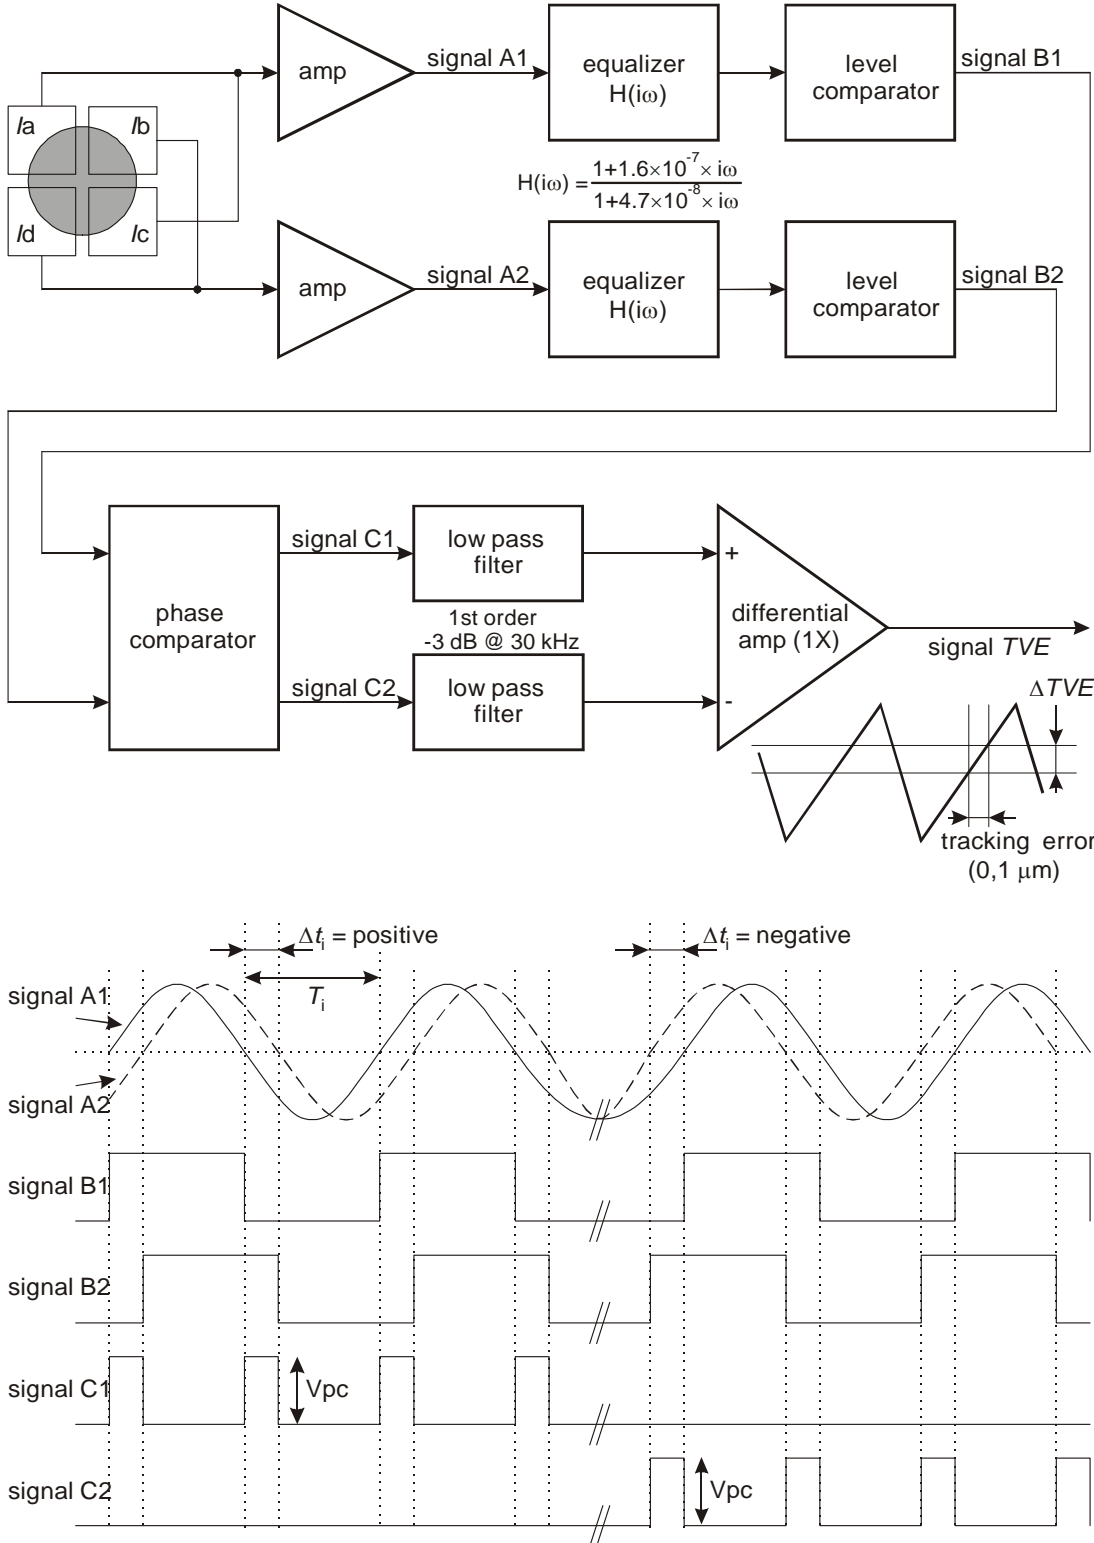 amp
signal A1
equalizer
H(iω)
level
comparator
signal B1
Ia
Ib
Id
Ic
H(iω) = 1+1.6×10^-7 × iω / 1+4.7×10^-8 × iω
amp
signal A2
equalizer
H(iω)
level
comparator
signal B2
phase
comparator
signal C1
low pass
filter
1st order
-3 dB @ 30 kHz
signal C2
low pass
filter
+
differential
amp (1X)
-
signal TVE
ΔTVE
tracking error
(0,1 μm)
Δti = positive
Δti = negative
signal A1
Ti
signal A2
signal B1
signal B2
signal C1
Vpc
signal C2
Vpc